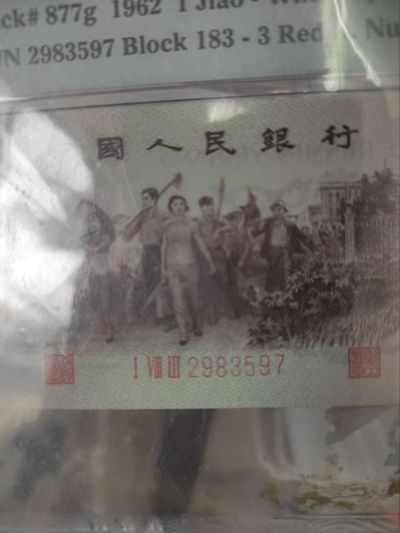 ck# 877g 1962 1 Jiao -
N 2983597 Block 183 - 3 Red
國人民銀行
I VIII III 2983597